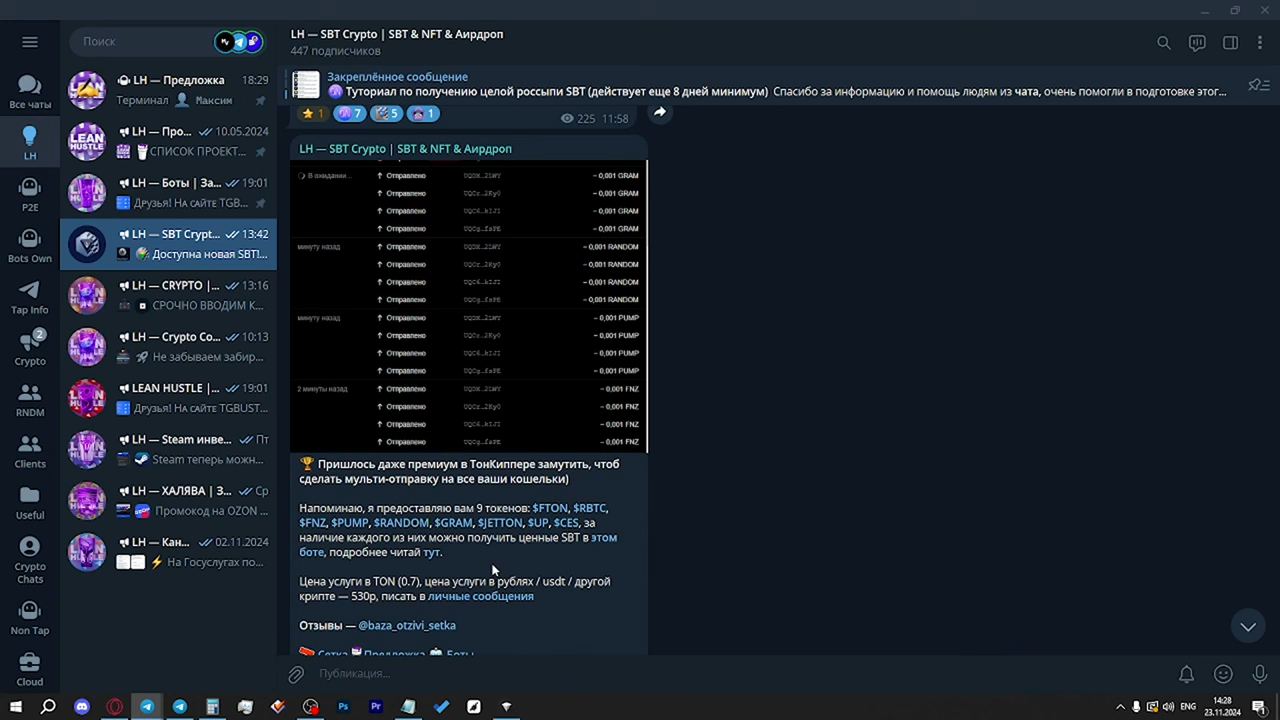 Поиск
LH — SBT Crypto | SBT & NFT & Аирдроп
447 подписчиков
Закреплённое сообщение
Туториал по получению целой россыпи SBT (действует еще 8 дней минимум) Спасибо за информацию и помощь людям из чата, очень помогли в подготовке этог...
Все чаты
LH
P2E
Bots Own
Tap Info
Crypto
2
RNDM
Clients
Useful
Crypto
Chats
Non Tap
Cloud
LH — Предложка 18:29
Терминал Максим
LH — Про... 10.05.2024
СПИСОК ПРОЕКТ...
LH — Боты | За... 19:01
Друзья! На сайте TGB...
LH — SBT Crypt... 13:42
Доступна новая SBT!...
LH — CRYPTO |... 13:16
СРОЧНО ВВОДИМ К...
LH — Crypto Co... 10:13
Не забываем забир...
LEAN HUSTLE |... 19:01
Друзья! На сайте TGBUST...
LH — Steam инве... Пт
Steam теперь можн...
LH — ХАЛЯВА | З... Ср
Промокод на OZON ...
LH — Кан... 02.11.2024
На Госуслугах по...
1 7 5 1
225 11:58
LH — SBT Crypto | SBT & NFT & Аирдроп
В ожидании... Отправлено − 0,001 GRAM
Отправлено − 0,001 GRAM
Отправлено − 0,001 GRAM
Отправлено − 0,001 GRAM
минуту назад Отправлено − 0,001 RANDOM
Отправлено − 0,001 RANDOM
Отправлено − 0,001 RANDOM
Отправлено − 0,001 RANDOM
минуту назад Отправлено − 0,001 PUMP
Отправлено − 0,001 PUMP
Отправлено − 0,001 PUMP
Отправлено − 0,001 PUMP
2 минуты назад Отправлено − 0,001 FNZ
Отправлено − 0,001 FNZ
Отправлено − 0,001 FNZ
Отправлено − 0,001 FNZ
🏆 Пришлось даже премиум в ТонКиппере замутить, чтоб
сделать мульти-отправку на все ваши кошельки)
Напоминаю, я предоставляю вам 9 токенов: $FTON, $RBTC,
$FNZ, $PUMP, $RANDOM, $GRAM, $JETTON, $UP, $CES, за
наличие каждого из них можно получить ценные SBT в этом
боте, подробнее читай тут.
Цена услуги в TON (0.7), цена услуги в рублях / usdt / другой
крипте — 530р, писать в личные сообщения
Отзывы — @baza_otzivi_setka
Сетка Предложка Боты
Публикация...
ENG
14:28
23.11.2024